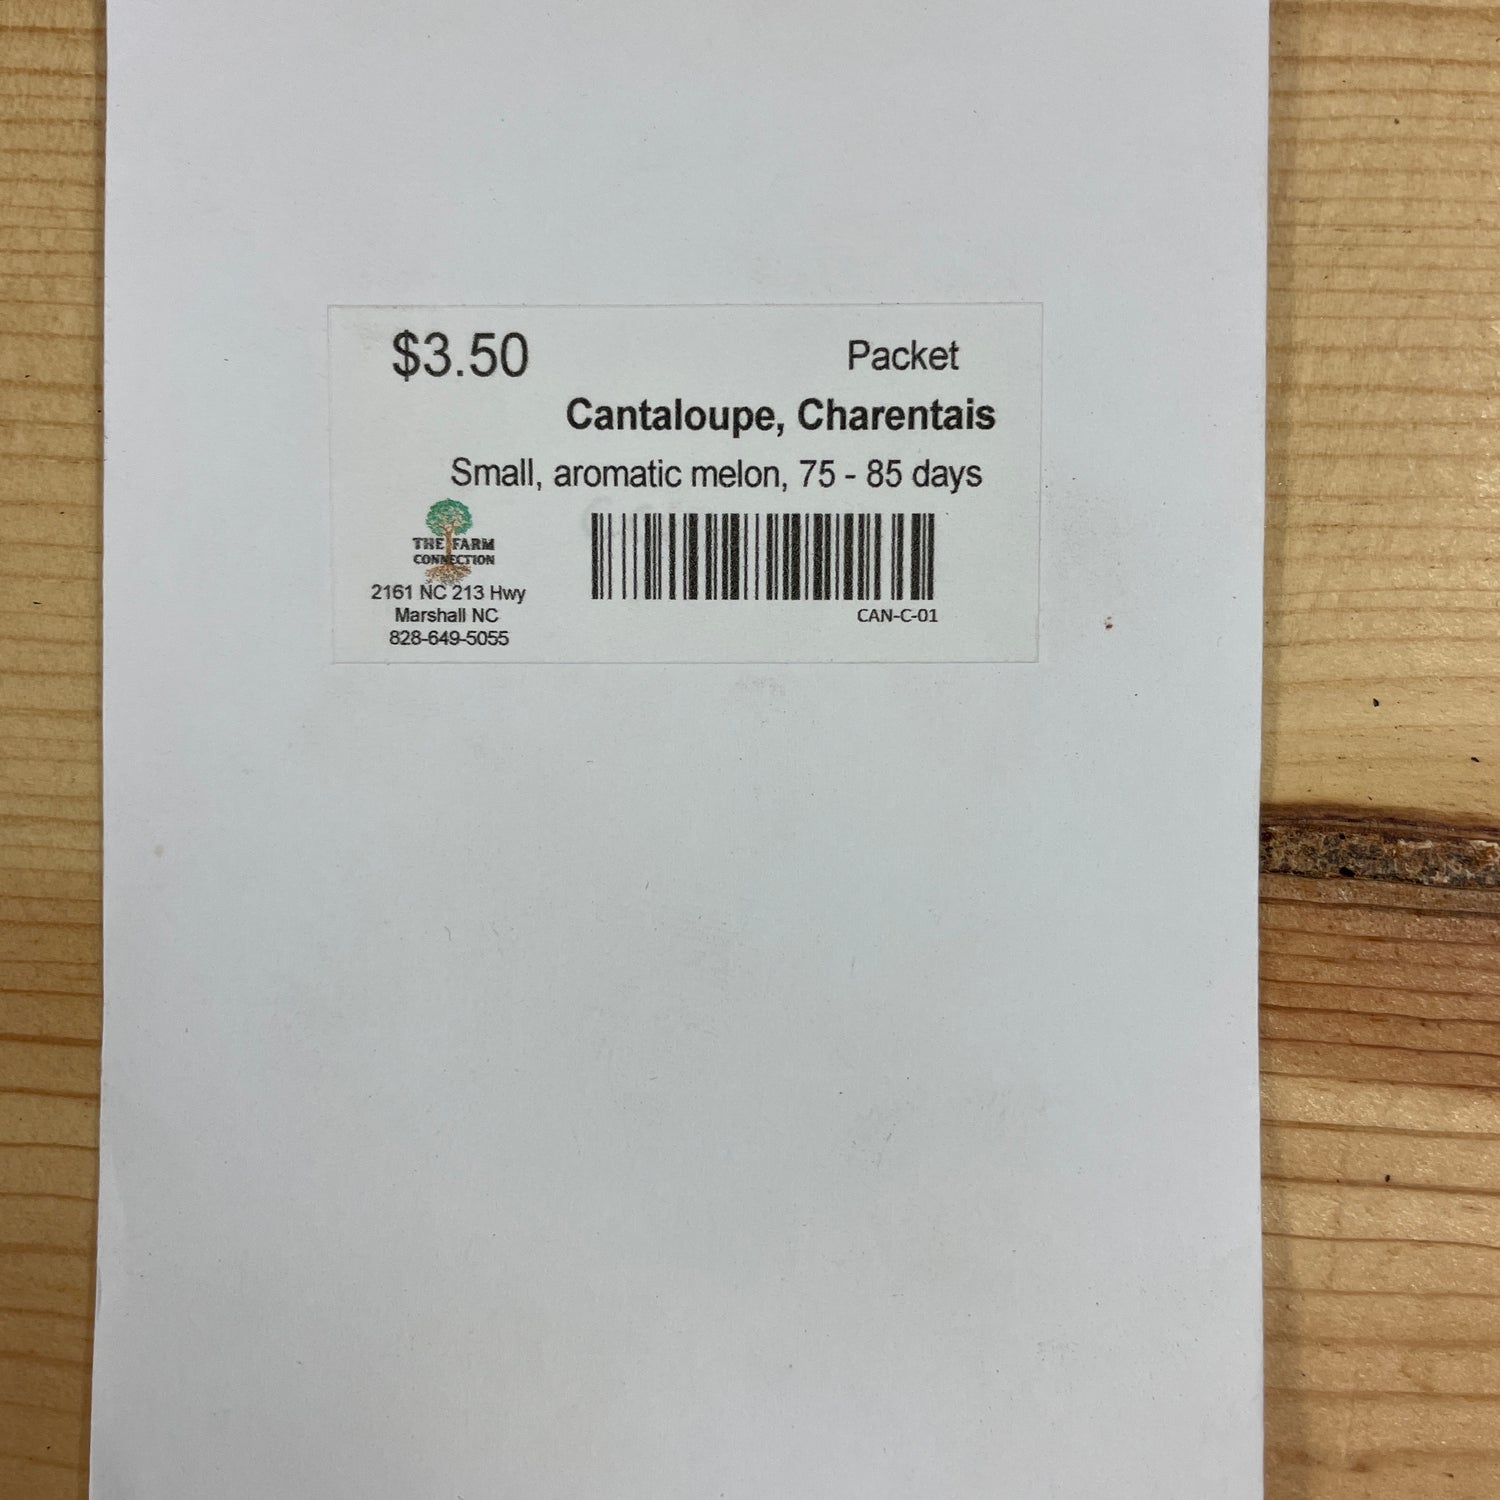 $3.50 Packet
Cantaloupe, Charentais
Small, aromatic melon, 75 - 85 days
THE FARM
CONNECTION
2161 NC 213 Hwy
Marshall NC
828-649-5055
CAN-C-01